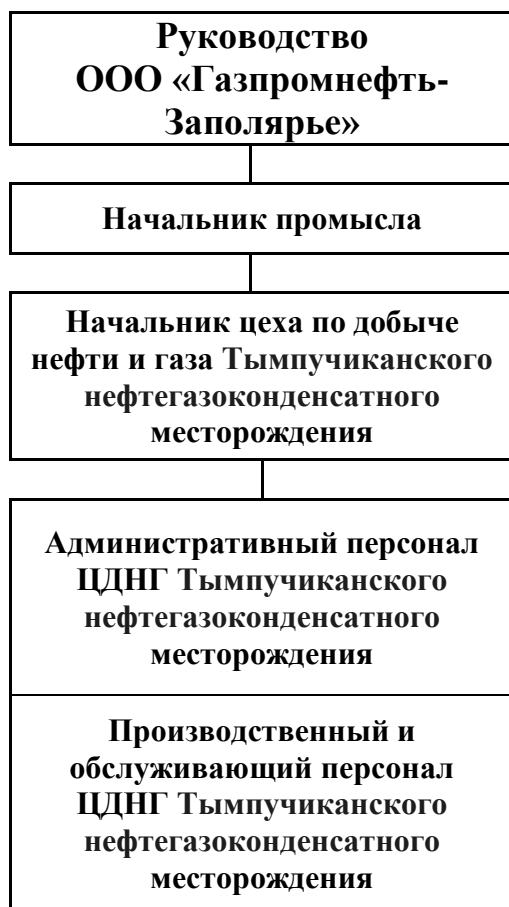 Руководство
ООО «Газпромнефть-
Заполярье»
Начальник промысла
Начальник цеха по добыче
нефти и газа Тымпучиканского
нефтегазоконденсатного
месторождения
Административный персонал
ЦДНГ Тымпучиканского
нефтегазоконденсатного
месторождения
Производственный и
обслуживающий персонал
ЦДНГ Тымпучиканского
нефтегазоконденсатного
месторождения